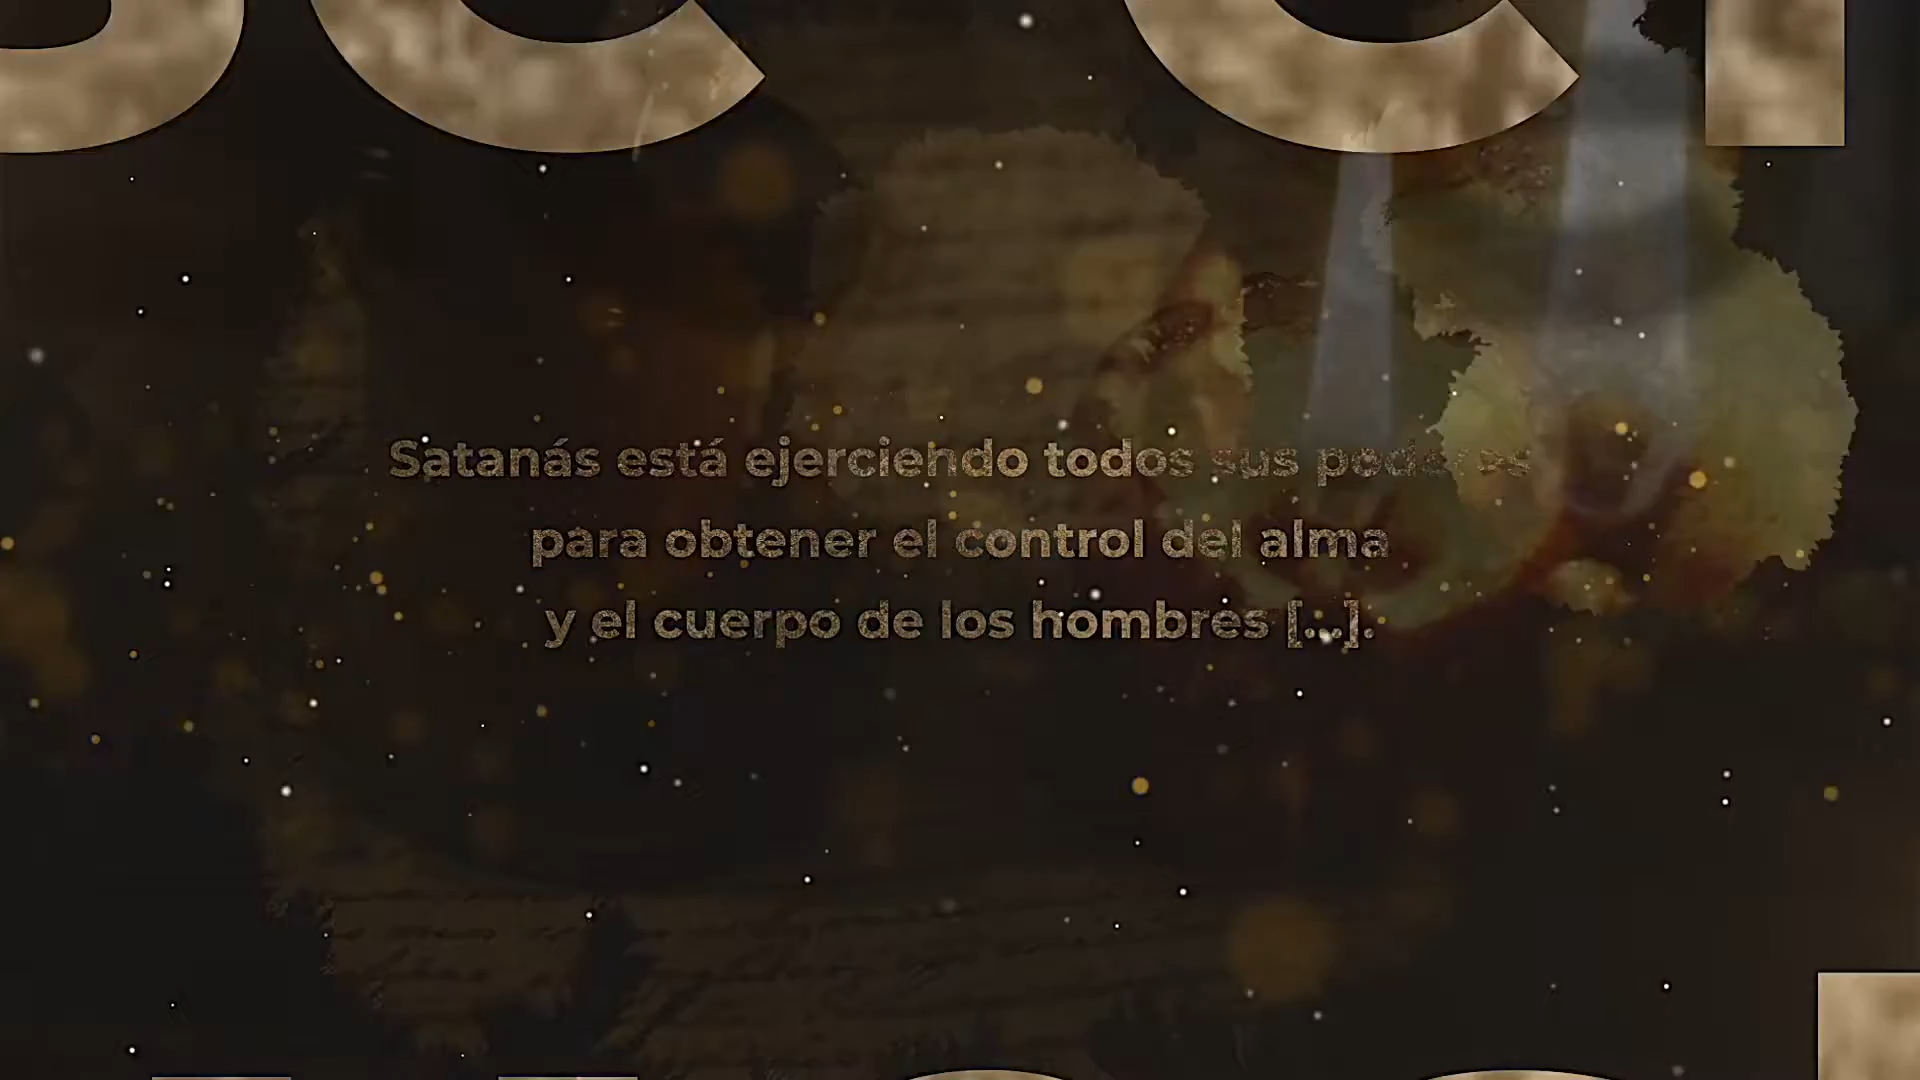 Satanás está ejerciendo todos sus poderes
para obtener el control del alma
y el cuerpo de los hombres [...].